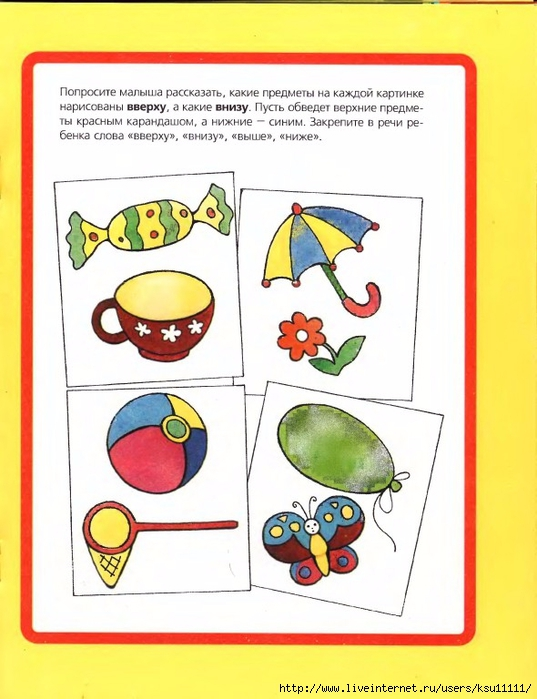 Попросите малыша рассказать, какие предметы на каждой картинке
нарисованы вверху, а какие внизу. Пусть обведет верхние предме-
ты красным карандашом, а нижние — синим. Закрепите в речи ре-
бенка слова «вверху», «внизу», «выше», «ниже».
http://www.liveinternet.ru/users/ksu11111/